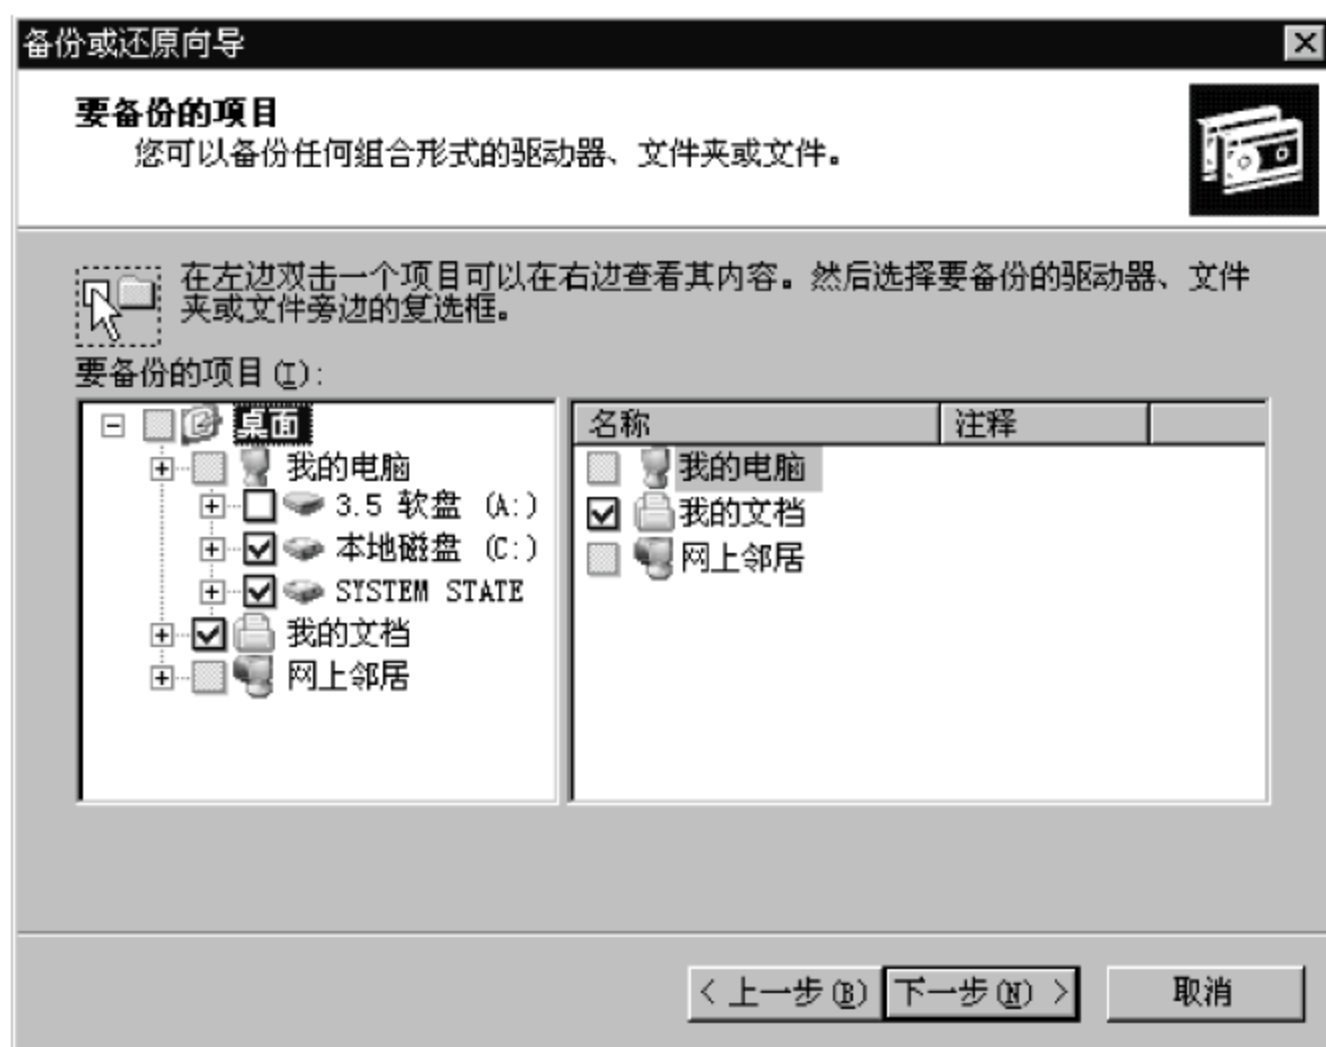 备份或还原向导
要备份的项目
您可以备份任何组合形式的驱动器、文件夹或文件。
在左边双击一个项目可以在右边查看其内容。然后选择要备份的驱动器、文件
夹或文件旁边的复选框。
要备份的项目(I):
桌面
我的电脑
3.5 软盘 (A:)
本地磁盘 (C:)
SYSTEM STATE
我的文档
网上邻居
名称 注释
我的电脑
我的文档
网上邻居
< 上一步(B) 下一步(N) > 取消